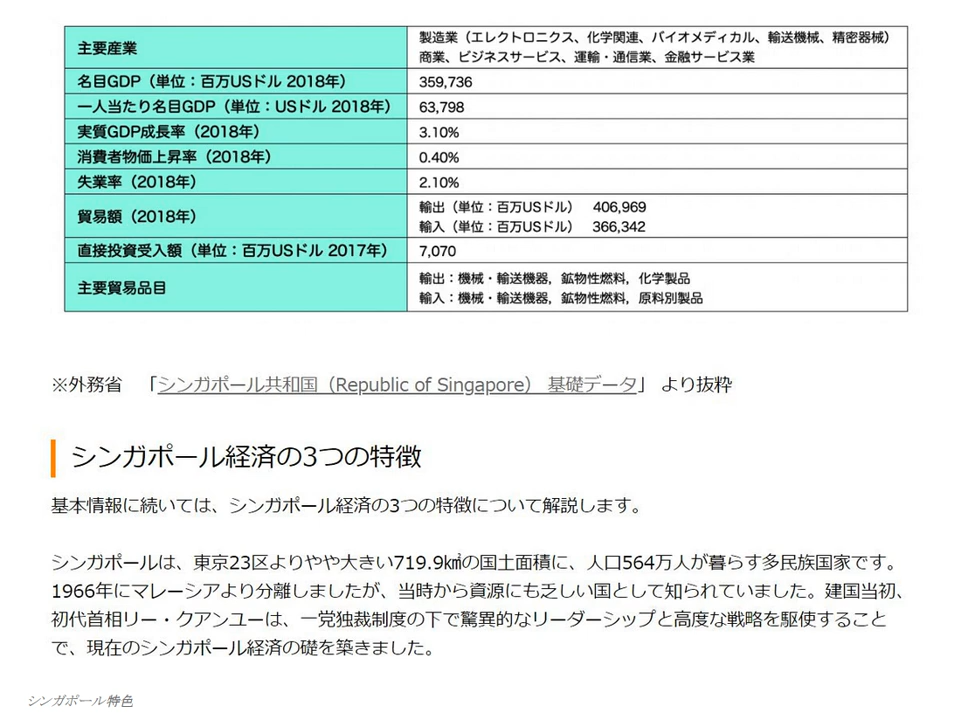 主要産業
製造業（エレクトロニクス、化学関連、バイオメディカル、輸送機械、精密器械）
商業、ビジネスサービス、運輸・通信業、金融サービス業
名目GDP（単位：百万USドル 2018年）
359,736
一人当たり名目GDP（単位：USドル 2018年）
63,798
実質GDP成長率（2018年）
3.10%
消費者物価上昇率（2018年）
0.40%
失業率（2018年）
2.10%
貿易額（2018年）
輸出（単位：百万USドル） 406,969
輸入（単位：百万USドル） 366,342
直接投資受入額（単位：百万USドル 2017年）
7,070
主要貿易品目
輸出：機械・輸送機器，鉱物性燃料，化学製品
輸入：機械・輸送機器，鉱物性燃料，原料別製品
※外務省 「シンガポール共和国（Republic of Singapore） 基礎データ」 より抜粋
シンガポール経済の3つの特徴
基本情報に続いては、シンガポール経済の3つの特徴について解説します。
シンガポールは、東京23区よりやや大きい719.9㎢の国土面積に、人口564万人が暮らす多民族国家です。
1966年にマレーシアより分離しましたが、当時から資源にも乏しい国として知られていました。建国当初、
初代首相リー・クアンユーは、一党独裁制度の下で驚異的なリーダーシップと高度な戦略を駆使すること
で、現在のシンガポール経済の礎を築きました。
シンガポール特色